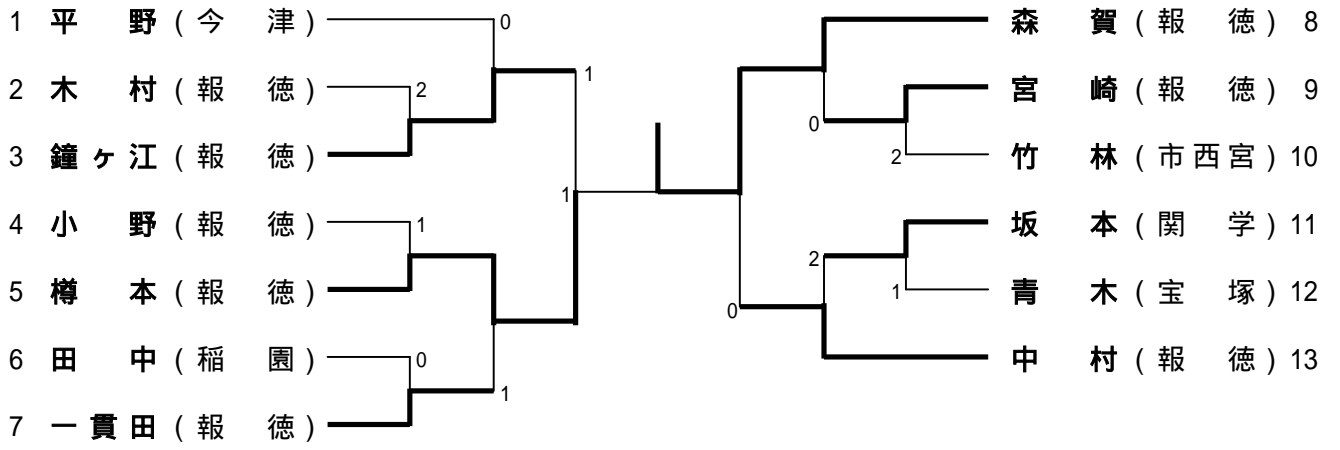 1 平 野 ( 今 津 )
0
2 木 村 ( 報 徳 )
2
1
3 鐘 ヶ 江 ( 報 徳 )
4 小 野 ( 報 徳 )
1
5 樽 本 ( 報 徳 )
6 田 中 ( 稲 園 )
0
7 一 貫 田 ( 報 徳 )
1
1
森 賀 ( 報 徳 ) 8
宮 崎 ( 報 徳 ) 9
0
竹 林 ( 市 西 宮 ) 10
2
坂 本 ( 関 学 ) 11
2
青 木 ( 宝 塚 ) 12
1
0
中 村 ( 報 徳 ) 13